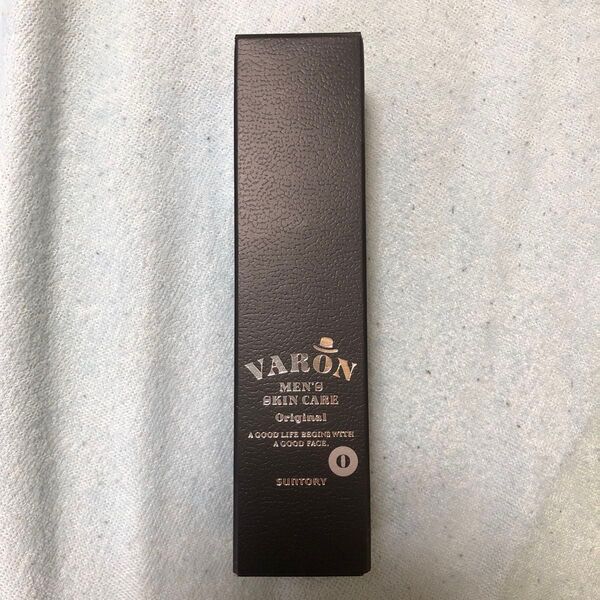 VARON
MEN'S
SKIN CARE
Original
A GOOD LIFE BEGINS WITH
A GOOD FACE.
O
SUNTORY